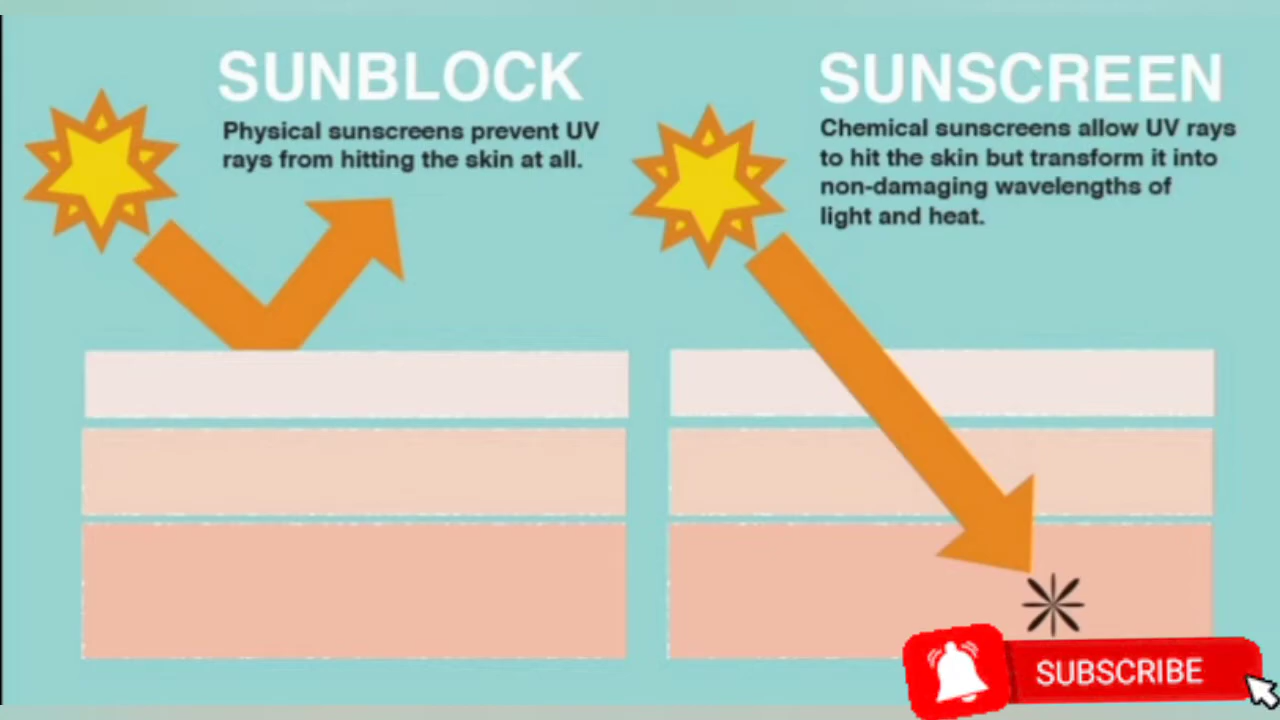 SUNBLOCK
Physical sunscreens prevent UV
rays from hitting the skin at all.
SUNSCREEN
Chemical sunscreens allow UV rays
to hit the skin but transform it into
non-damaging wavelengths of
light and heat.
SUBSCRIBE